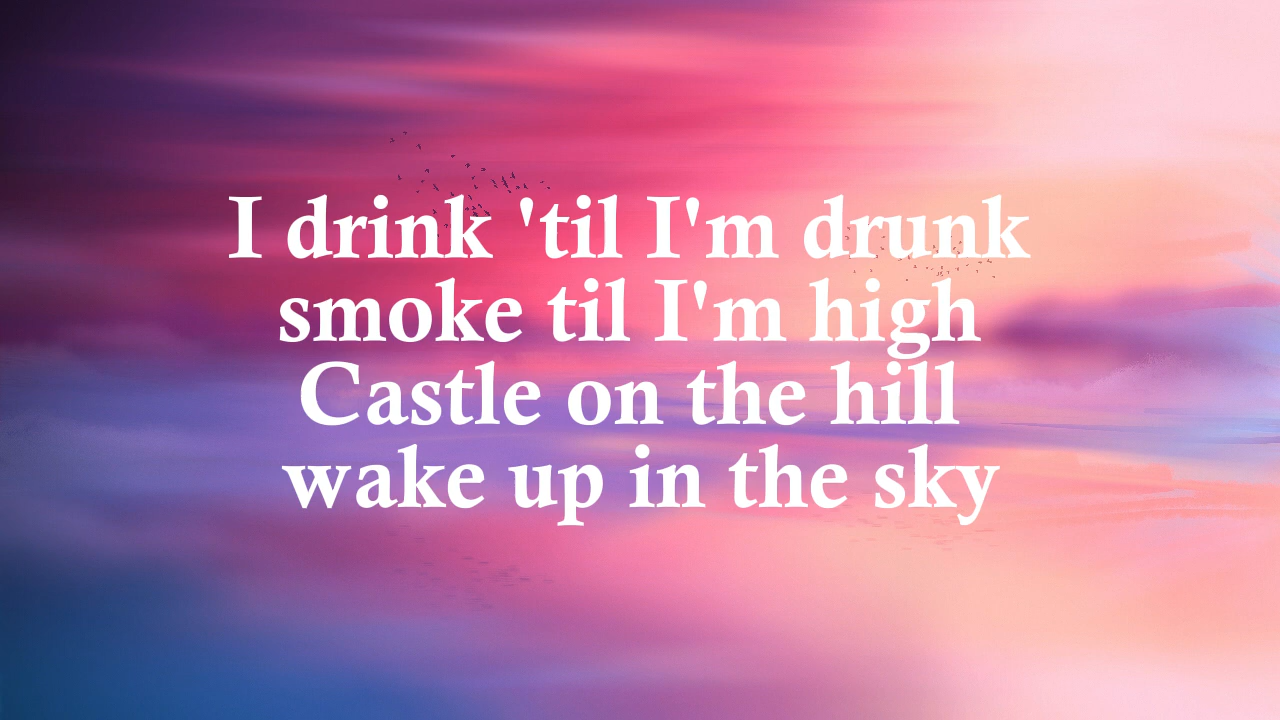 I drink 'til I'm drunk
smoke til I'm high
Castle on the hill
wake up in the sky